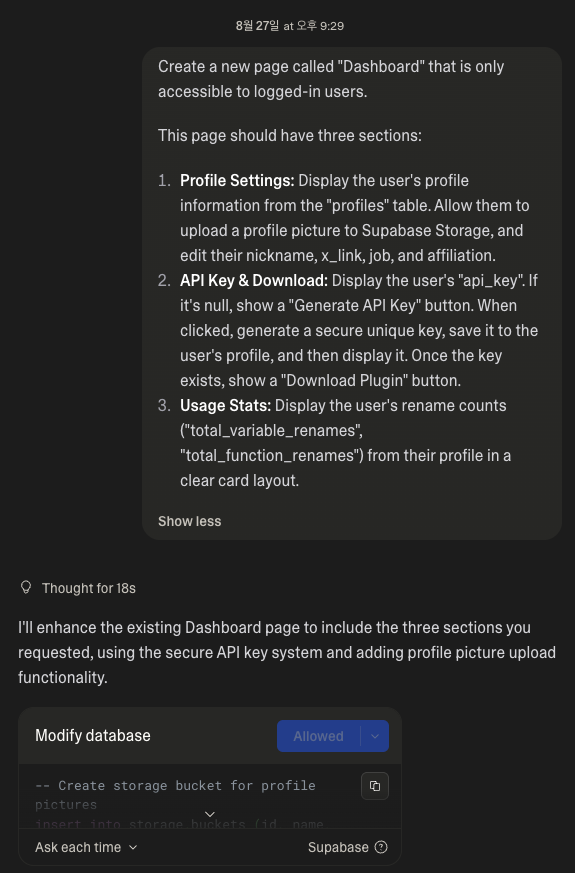 8월 27일 at 오후 9:29
Create a new page called "Dashboard" that is only
accessible to logged-in users.
This page should have three sections:
1. Profile Settings: Display the user's profile
information from the "profiles" table. Allow them to
upload a profile picture to Supabase Storage, and
edit their nickname, x_link, job, and affiliation.
2. API Key & Download: Display the user's "api_key". If
it's null, show a "Generate API Key" button. When
clicked, generate a secure unique key, save it to the
user's profile, and then display it. Once the key
exists, show a "Download Plugin" button.
3. Usage Stats: Display the user's rename counts
("total_variable_renames",
"total_function_renames") from their profile in a
clear card layout.
Show less
Thought for 18s
I'll enhance the existing Dashboard page to include the three sections you
requested, using the secure API key system and adding profile picture upload
functionality.
Modify database
Allowed
-- Create storage bucket for profile
pictures
insert into storage.buckets (id, name,
Ask each time
Supabase